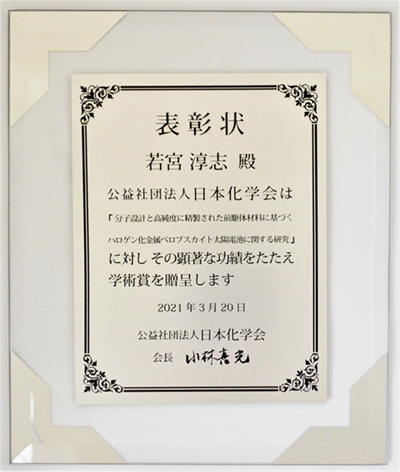 表彰状
若宮 淳志 殿
公益社団法人日本化学会は
『分子設計と高純度に精製された前駆体材料に基づく
ハロゲン化金属ペロブスカイト太陽電池に関する研究』
に対し その顕著な功績をたたえ
学術賞を贈呈します
2021年3月20日
公益社団法人日本化学会
会長 小林喜光